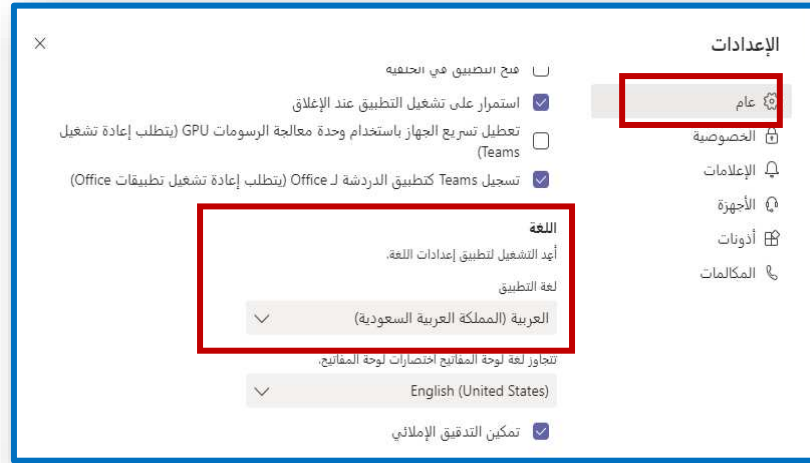 الإعدادات
عام
الخصوصية
الإعلامات
الأجهزة
أذونات
المكالمات
فتح التطبيق في الخلفية
استمرار على تشغيل التطبيق عند الإغلاق
تعطيل تسريع الجهاز باستخدام وحدة معالجة الرسومات GPU (يتطلب إعادة تشغيل
Teams)
تسجيل Teams كتطبيق الدردشة لـ Office (يتطلب إعادة تشغيل تطبيقات Office)
اللغة
أعِد التشغيل لتطبيق إعدادات اللغة.
لغة التطبيق
العربية (المملكة العربية السعودية)
تتجاوز لغة لوحة المفاتيح اختصارات لوحة المفاتيح.
English (United States)
تمكين التدقيق الإملائي